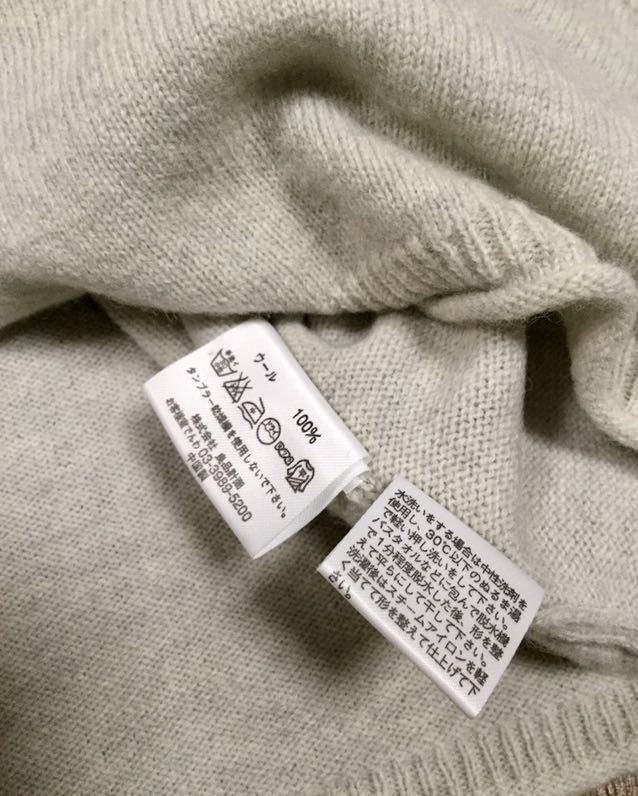 ウール 100%
タンブラー乾燥機を使用しないで下さい。
株式会社 良品計画
お客様室でんわ 03-3989-5200
中国製
水洗いをする場合は中性洗剤を
使用し、30℃以下のぬるま湯
で軽い押し洗いをして下さい。
バスタオルなどに包んで脱水機
で1分程度脱水した後、形を整
えて平らにして干して下さい。
洗濯後はスチームアイロンを軽
く当てて形を整えて仕上げて下
さい。